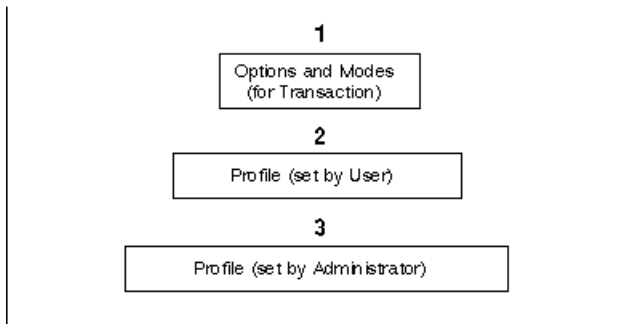 1
Options and Modes
(for Transaction)
2
Profile (set by User)
3
Profile (set by Administrator)